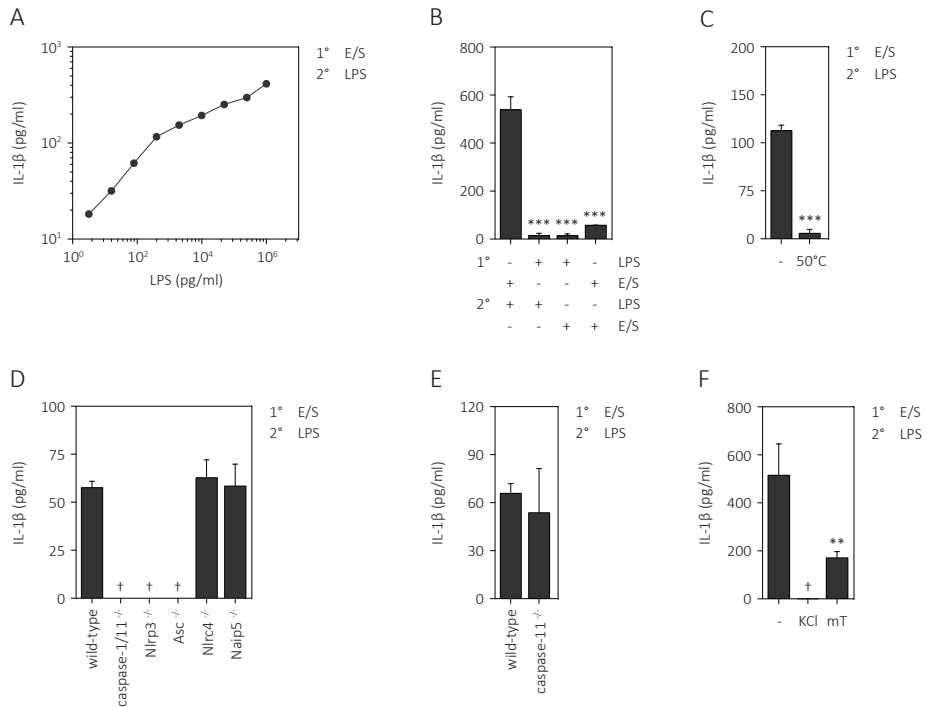 A
IL-1β (pg/ml)
10³
10²
10¹
10⁰ 10² 10⁴ 10⁶
LPS (pg/ml)
1° E/S
2° LPS
B
IL-1β (pg/ml)
800
600
400
200
0
*** *** ***
1° - + + - LPS
+ - - + E/S
2° + + - - LPS
- - + + E/S
C
IL-1β (pg/ml)
200
150
100
75
0
***
- 50°C
1° E/S
2° LPS
D
IL-1β (pg/ml)
100
75
50
25
0
† † †
wild-type
caspase-1/11 -/-
Nlrp3 -/-
Asc -/-
Nlrc4 -/-
Naip5 -/-
1° E/S
2° LPS
E
IL-1β (pg/ml)
120
90
60
30
0
wild-type
caspase-11 -/-
1° E/S
2° LPS
F
IL-1β (pg/ml)
800
600
400
200
0
† **
- KCl mT
1° E/S
2° LPS